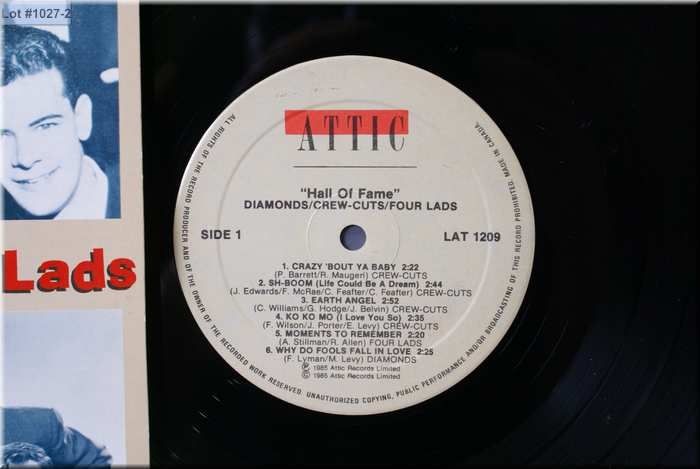 Lot #1027-2
Lads
ATTIC
"Hall Of Fame"
DIAMONDS/CREW-CUTS/FOUR LADS
SIDE 1
LAT 1209
1. CRAZY 'BOUT YA BABY 2:22
(P. Barrett/R. Maugeri) CREW-CUTS
2. SH-BOOM (Life Could Be A Dream) 2:44
(J. Edwards/F. McRae/C. Feafter/C. Feafter) CREW-CUTS
3. EARTH ANGEL 2:52
(C. Williams/G. Hodge/J. Belvin) CREW-CUTS
4. KO KO MO (I Love You So) 2:35
(F. Wilson/J. Porter/E. Levy) CREW-CUTS
5. MOMENTS TO REMEMBER 2:20
(A. Stillman/R. Allen) FOUR LADS
6. WHY DO FOOLS FALL IN LOVE 2:25
(F. Lyman/M. Levy) DIAMONDS
℗ 1985 Attic Records Limited
© 1985 Attic Records Limited
ALL RIGHTS OF THE RECORD PRODUCER AND OF THE OWNER OF THE RECORDED WORK RESERVED. UNAUTHORIZED COPYING, PUBLIC PERFORMANCE AND/OR BROADCASTING OF THIS RECORD PROHIBITED. MADE IN CANADA.